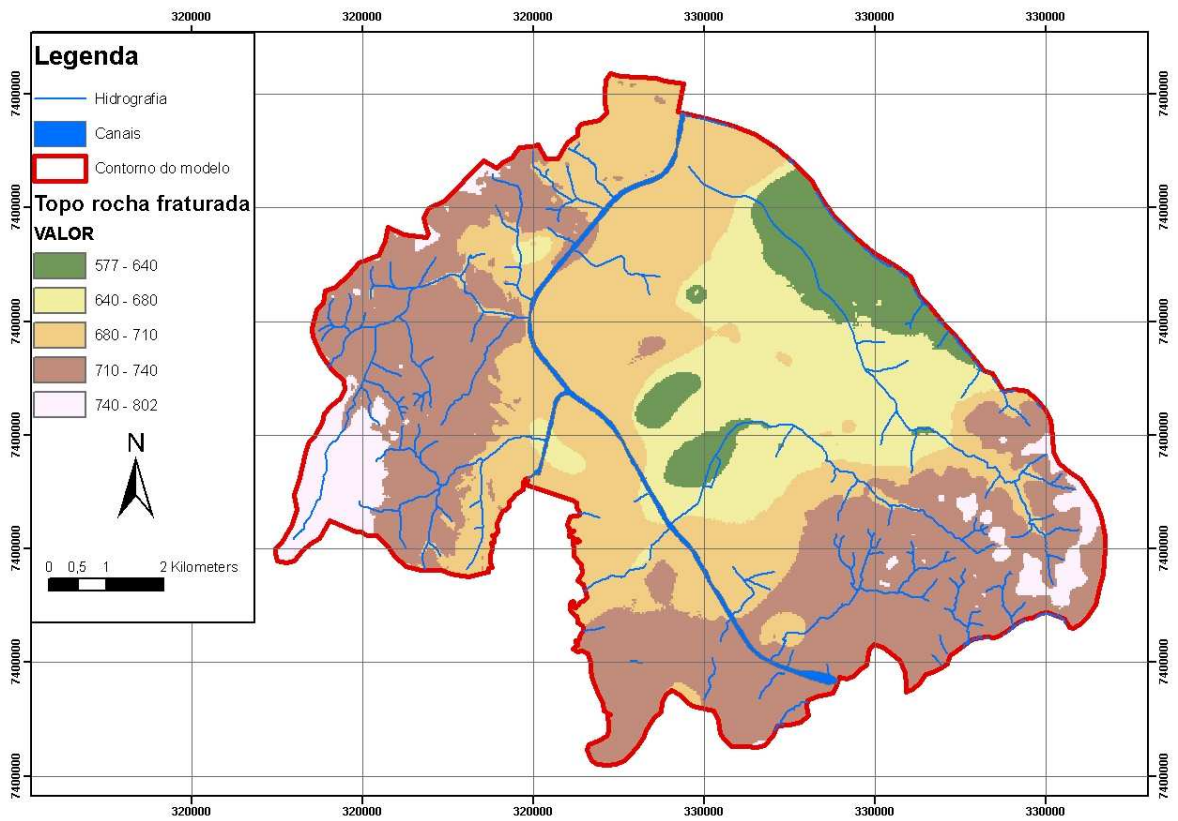 320000 320000 320000 330000 330000 330000
Legenda
Hidrografia
Canais
Contorno do modelo
Topo rocha fraturada
VALOR
577 - 640
640 - 680
680 - 710
710 - 740
740 - 802
N
0 0,5 1 2 Kilometers
7400000
7400000
7400000
7400000
7400000
7400000
7400000
7400000
7400000
7400000
7400000
7400000
7400000
7400000
320000 320000 320000 330000 330000 330000